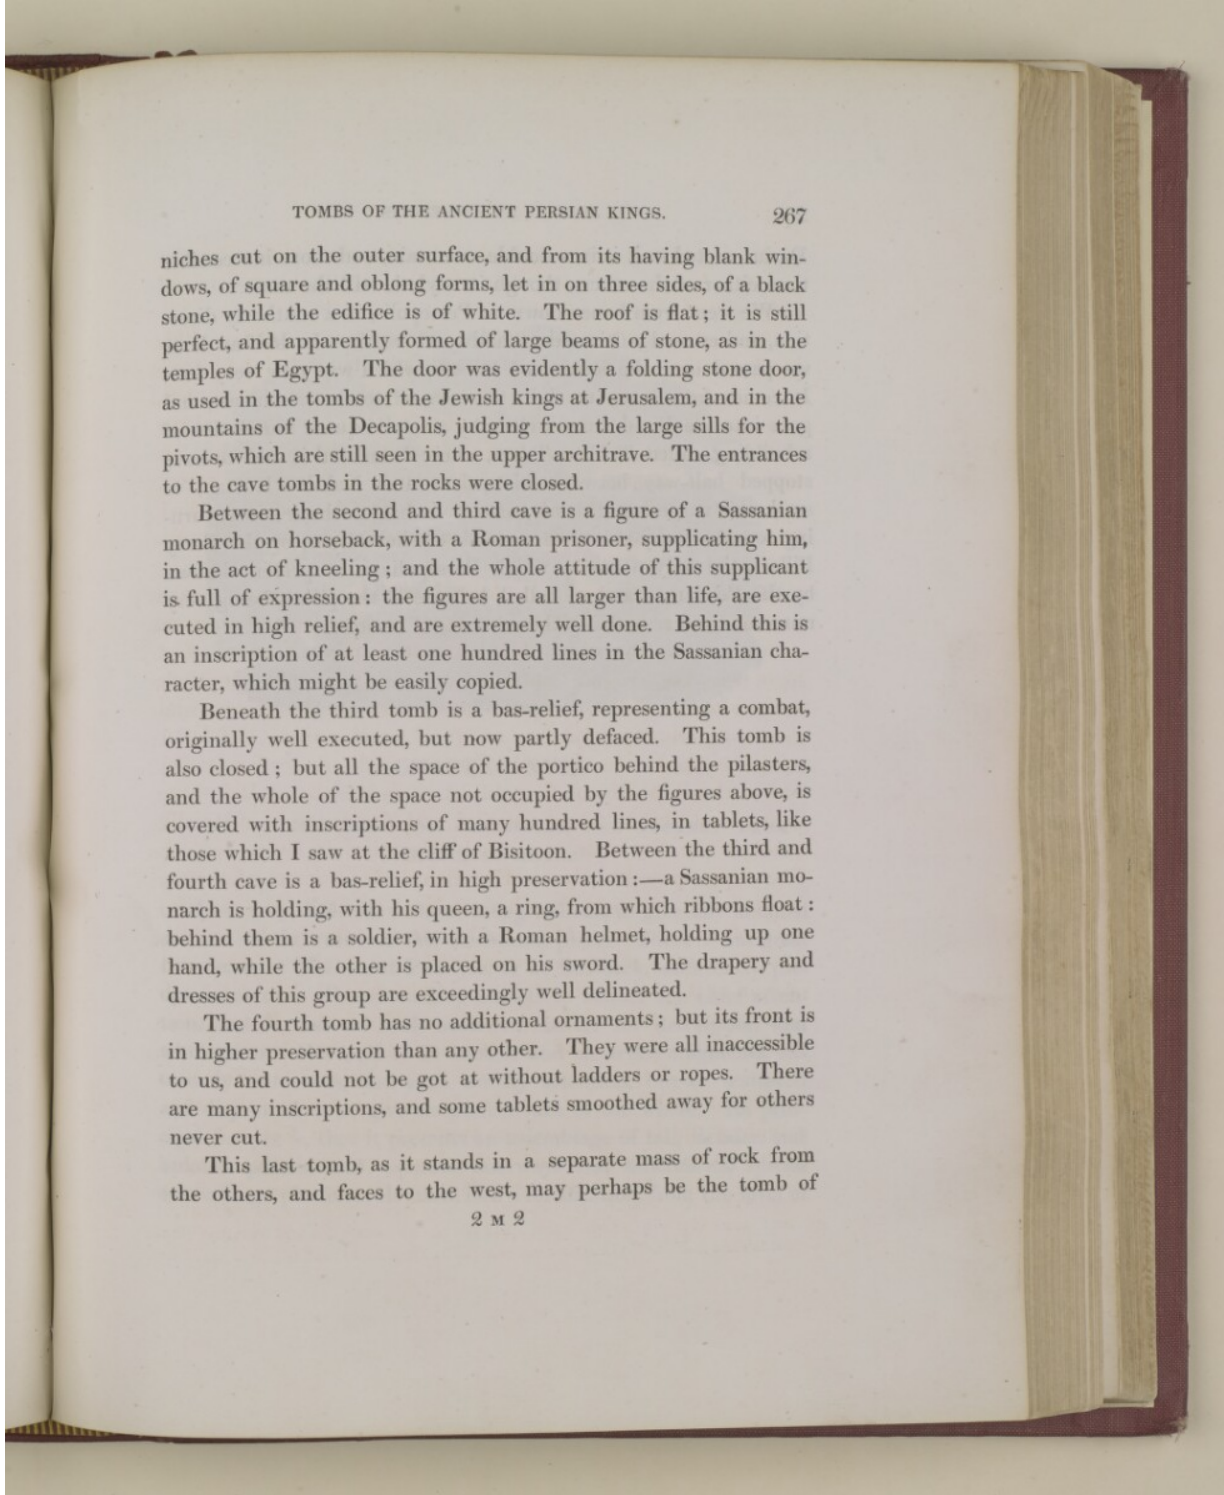 TOMBS OF THE ANCIENT PERSIAN KINGS. 267
niches cut on the outer surface, and from its having blank win-
dows, of square and oblong forms, let in on three sides, of a black
stone, while the edifice is of white. The roof is flat; it is still
perfect, and apparently formed of large beams of stone, as in the
temples of Egypt. The door was evidently a folding stone door,
as used in the tombs of the Jewish kings at Jerusalem, and in the
mountains of the Decapolis, judging from the large sills for the
pivots, which are still seen in the upper architrave. The entrances
to the cave tombs in the rocks were closed.
Between the second and third cave is a figure of a Sassanian
monarch on horseback, with a Roman prisoner, supplicating him,
in the act of kneeling; and the whole attitude of this supplicant
is full of expression: the figures are all larger than life, are exe-
cuted in high relief, and are extremely well done. Behind this is
an inscription of at least one hundred lines in the Sassanian cha-
racter, which might be easily copied.
Beneath the third tomb is a bas-relief, representing a combat,
originally well executed, but now partly defaced. This tomb is
also closed; but all the space of the portico behind the pilasters,
and the whole of the space not occupied by the figures above, is
covered with inscriptions of many hundred lines, in tablets, like
those which I saw at the cliff of Bisitoon. Between the third and
fourth cave is a bas-relief, in high preservation:—a Sassanian mo-
narch is holding, with his queen, a ring, from which ribbons float:
behind them is a soldier, with a Roman helmet, holding up one
hand, while the other is placed on his sword. The drapery and
dresses of this group are exceedingly well delineated.
The fourth tomb has no additional ornaments; but its front is
in higher preservation than any other. They were all inaccessible
to us, and could not be got at without ladders or ropes. There
are many inscriptions, and some tablets smoothed away for others
never cut.
This last tomb, as it stands in a separate mass of rock from
the others, and faces to the west, may perhaps be the tomb of
2 M 2